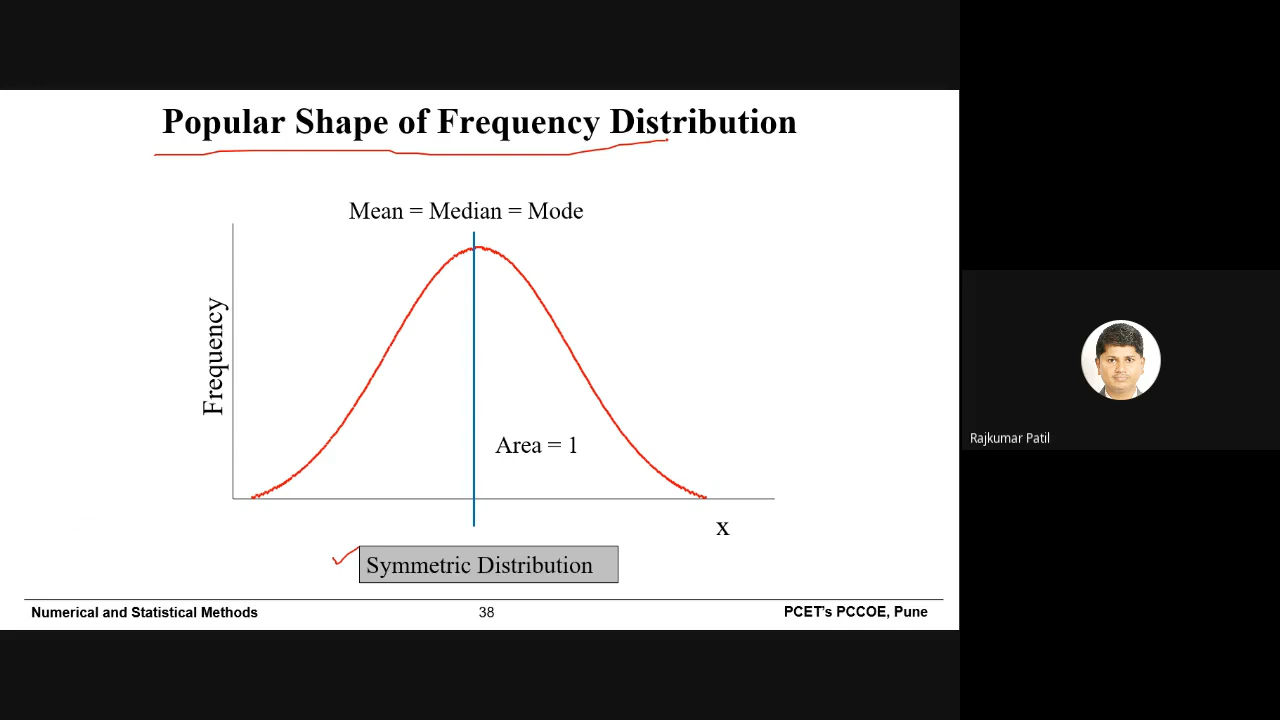 Popular Shape of Frequency Distribution
Mean = Median = Mode
Frequency
Area = 1
x
Symmetric Distribution
Numerical and Statistical Methods
38
PCET's PCCOE, Pune
Rajkumar Patil